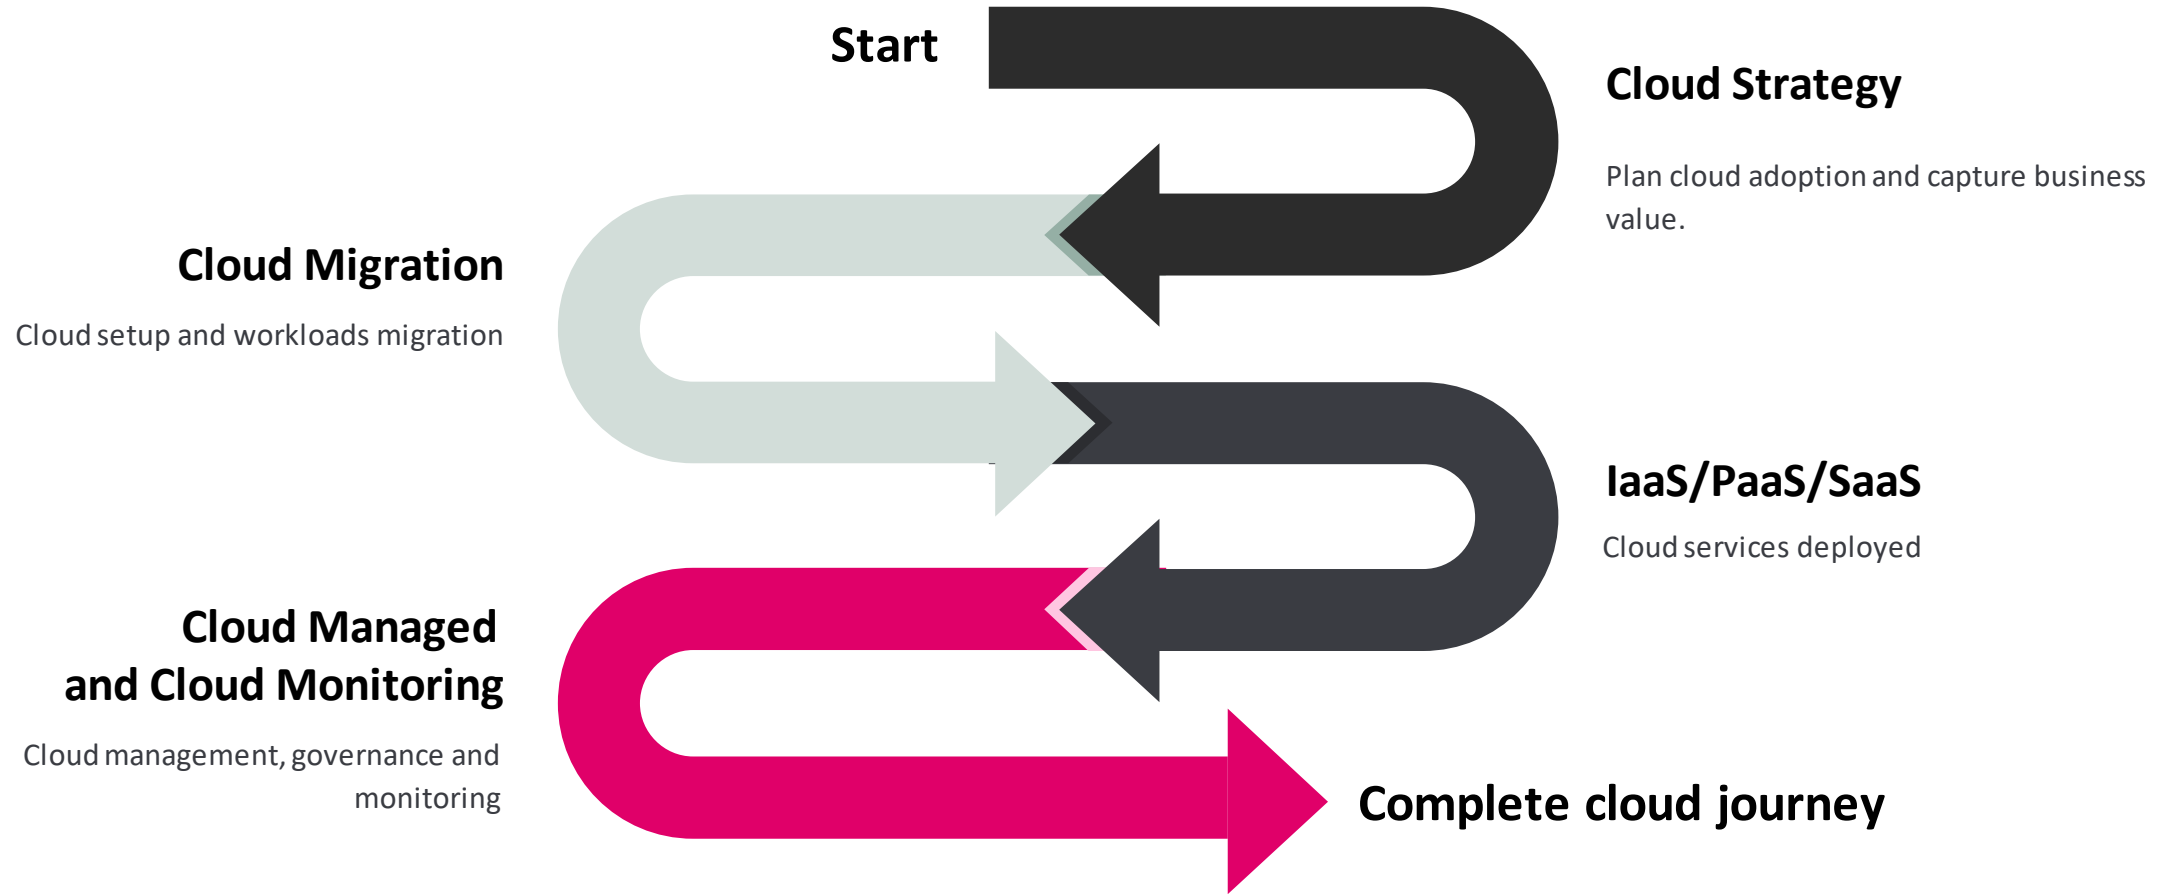 Start
Cloud Strategy
Plan cloud adoption and capture business
value.
Cloud Migration
Cloud setup and workloads migration
IaaS/PaaS/SaaS
Cloud services deployed
Cloud Managed
and Cloud Monitoring
Cloud management, governance and
monitoring
Complete cloud journey